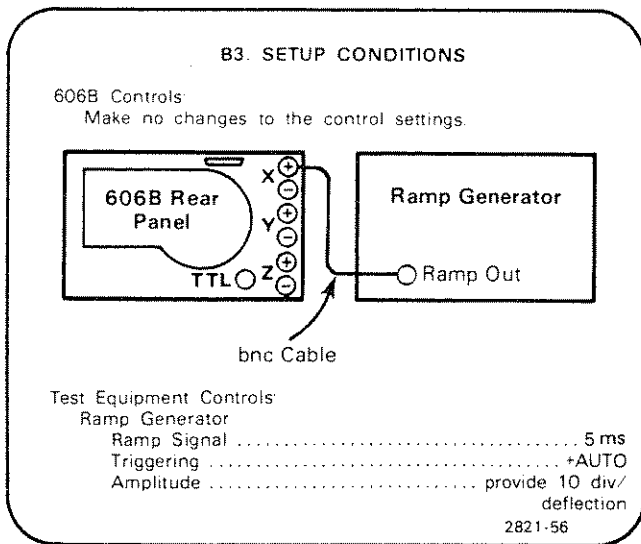 B3. SETUP CONDITIONS
606B Controls:
Make no changes to the control settings.
606B Rear
Panel
X + −
Y + −
TTL Z + −
Ramp Generator
Ramp Out
bnc Cable
Test Equipment Controls:
Ramp Generator
Ramp Signal ........................................ 5 ms
Triggering ........................................ +AUTO
Amplitude ............................ provide 10 div/
deflection
2821-56